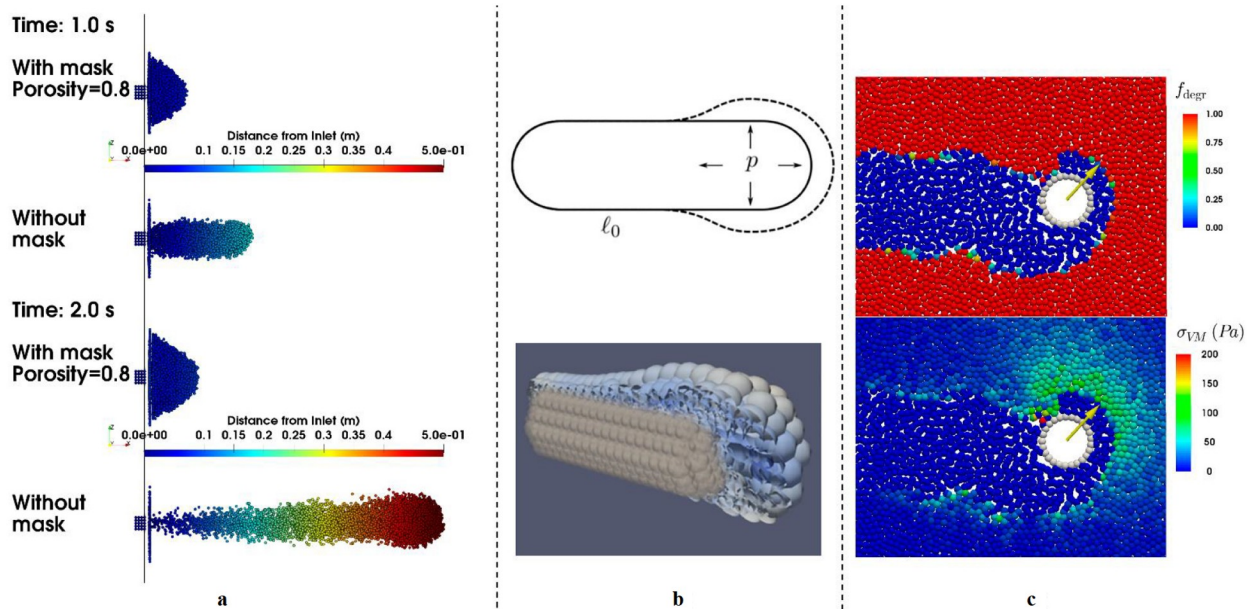 Time: 1.0 s
With mask
Porosity=0.8
Distance from Inlet (m)
0.0e+00 0.1 0.15 0.2 0.25 0.3 0.35 0.4 5.0e-01
Without
mask
Time: 2.0 s
With mask
Porosity=0.8
Distance from Inlet (m)
0.0e+00 0.1 0.15 0.2 0.25 0.3 0.35 0.4 5.0e-01
Without
mask
a
p
ℓ₀
b
f_degr
1.00
0.75
0.50
0.25
0.00
σ_VM (Pa)
200
150
100
50
0
c